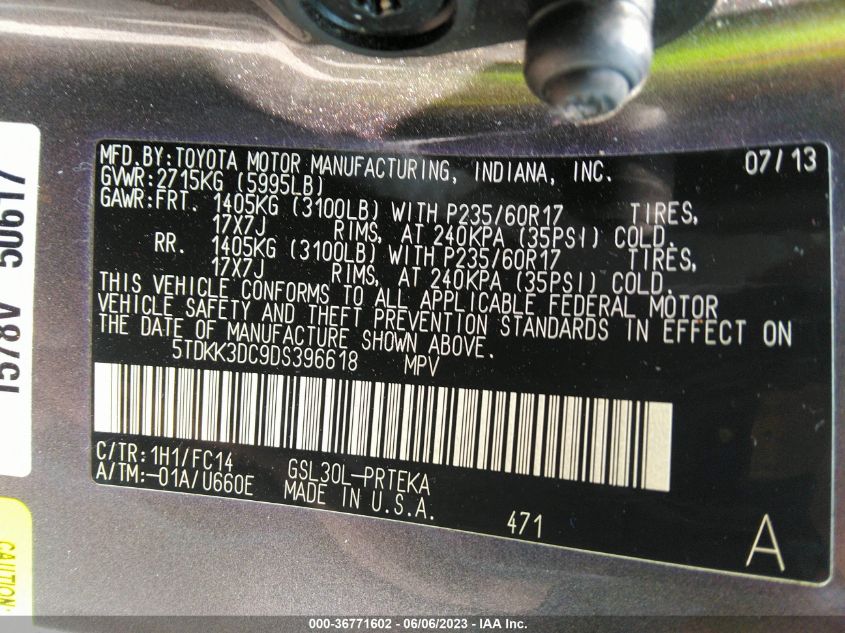 MFD.BY:TOYOTA MOTOR MANUFACTURING, INDIANA, INC. 07/13
GVWR:2715KG (5995LB)
GAWR:FRT. 1405KG (3100LB) WITH P235/60R17 TIRES,
17X7J RIMS, AT 240KPA (35PSI) COLD.
RR. 1405KG (3100LB) WITH P235/60R17 TIRES,
17X7J RIMS, AT 240KPA (35PSI) COLD.
THIS VEHICLE CONFORMS TO ALL APPLICABLE FEDERAL MOTOR
VEHICLE SAFETY AND THEFT PREVENTION STANDARDS IN EFFECT ON
THE DATE OF MANUFACTURE SHOWN ABOVE.
5TDKK3DC9DS396618 MPV
C/TR:1H1/FC14 GSL30L-PRTEKA
A/TM:-01A/U660E MADE IN U.S.A.
471 A
1578V 5U617
CAUTION:
000-36771602 - 06/06/2023 - IAA Inc.